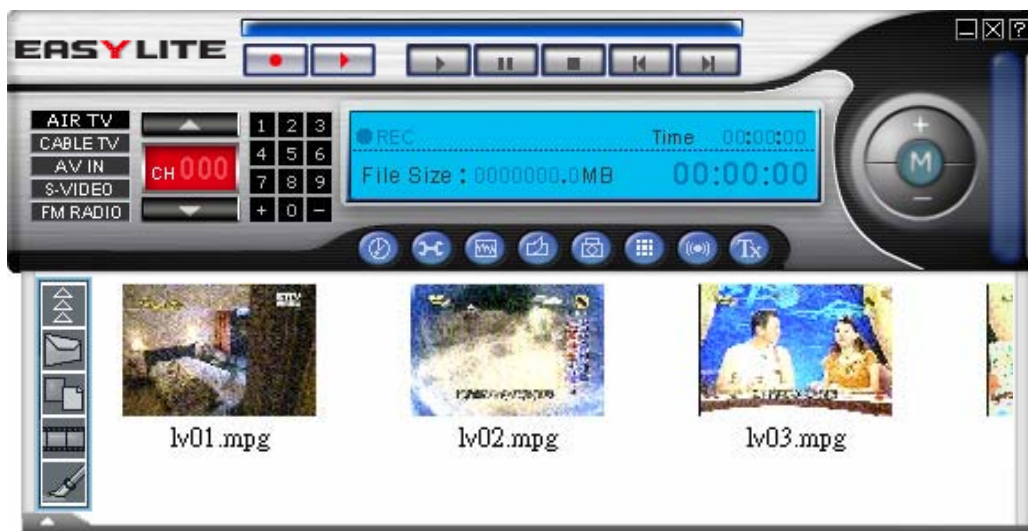 EASYLITE
AIR TV
CABLE TV
AV IN
S-VIDEO
FM RADIO
CH 000
1 2 3
4 5 6
7 8 9
+ 0 −
REC Time 00:00:00
File Size : 0000000.0MB 00:00:00
+
M
−
Tx
lv01.mpg
lv02.mpg
lv03.mpg